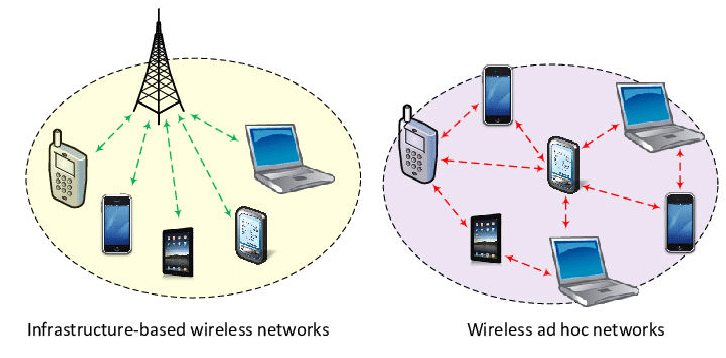 Infrastructure-based wireless networks
Wireless ad hoc networks